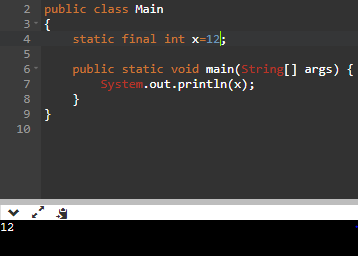 2 public class Main
3 {
4     static final int x=12;
5
6     public static void main(String[] args) {
7         System.out.println(x);
8     }
9 }
10
12